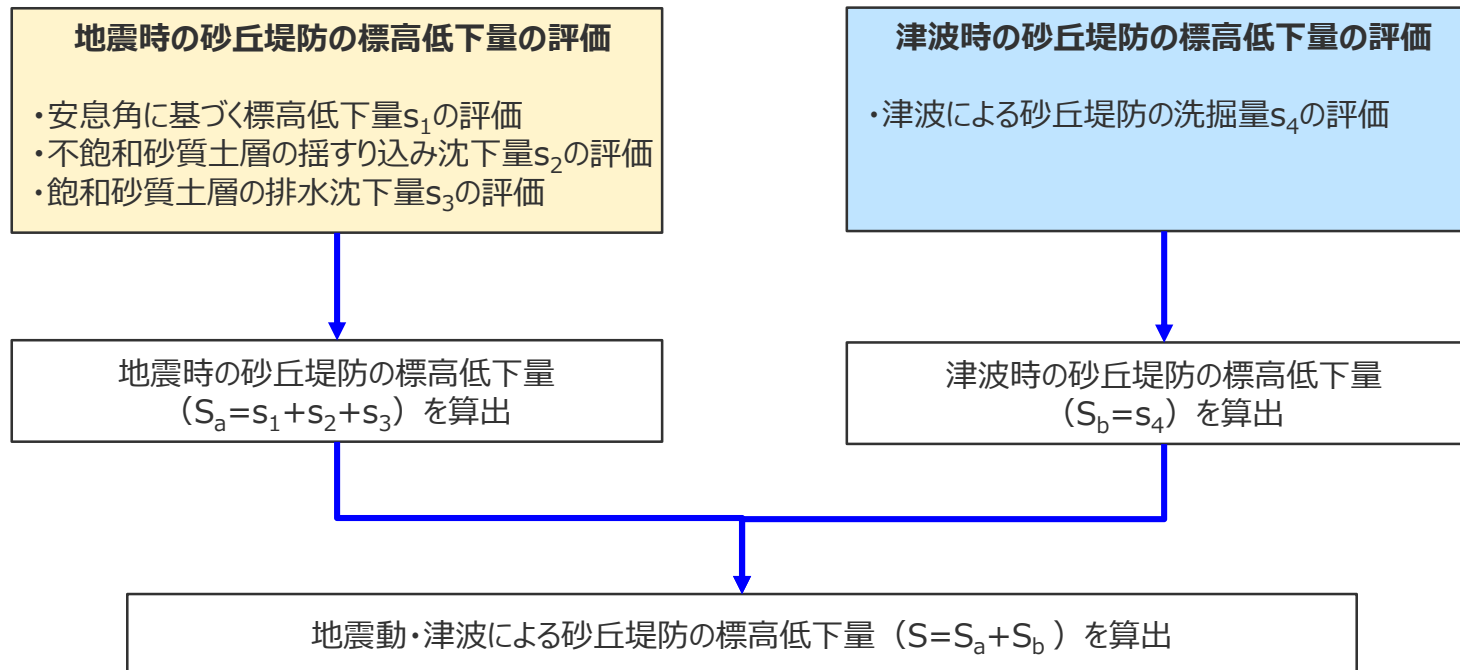 地震時の砂丘堤防の標高低下量の評価
・安息角に基づく標高低下量s₁の評価
・不飽和砂質土層の揺すり込み沈下量s₂の評価
・飽和砂質土層の排水沈下量s₃の評価
津波時の砂丘堤防の標高低下量の評価
・津波による砂丘堤防の洗掘量s₄の評価
地震時の砂丘堤防の標高低下量
（Sₐ=s₁+s₂+s₃）を算出
津波時の砂丘堤防の標高低下量
（S_b=s₄）を算出
地震動・津波による砂丘堤防の標高低下量（S=Sₐ+S_b ）を算出